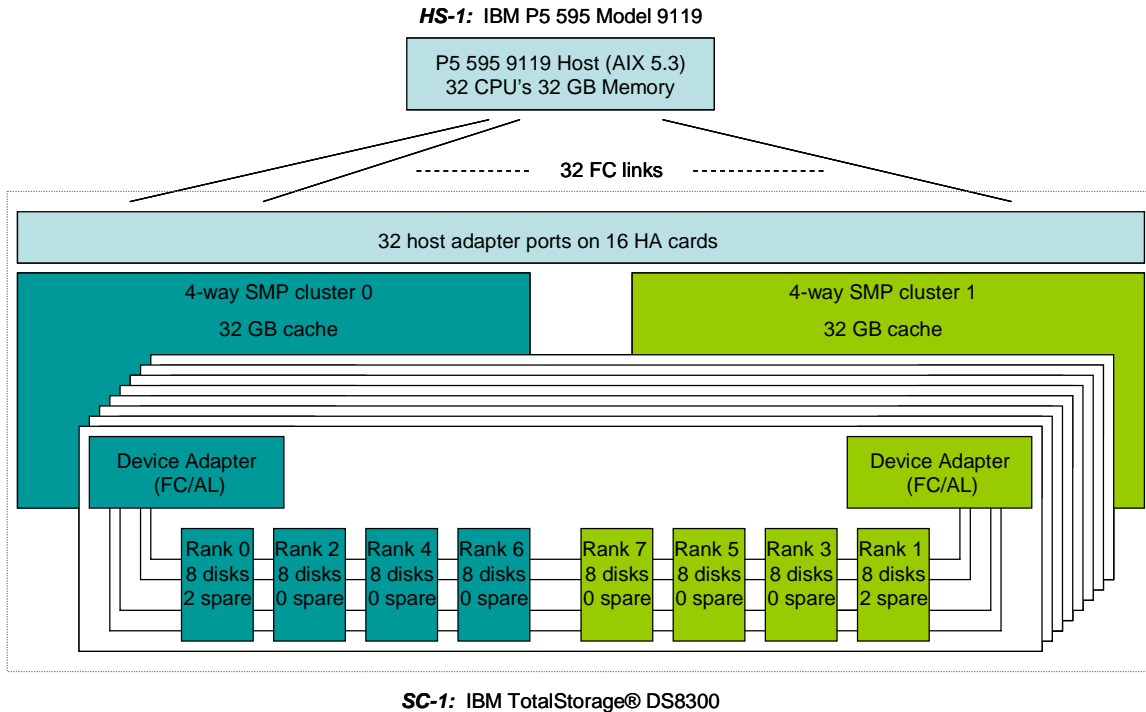 HS-1: IBM P5 595 Model 9119
P5 595 9119 Host (AIX 5.3)
32 CPU's 32 GB Memory
32 FC links
32 host adapter ports on 16 HA cards
4-way SMP cluster 0
32 GB cache
4-way SMP cluster 1
32 GB cache
Device Adapter
(FC/AL)
Device Adapter
(FC/AL)
Rank 0
8 disks
2 spare
Rank 2
8 disks
0 spare
Rank 4
8 disks
0 spare
Rank 6
8 disks
0 spare
Rank 7
8 disks
0 spare
Rank 5
8 disks
0 spare
Rank 3
8 disks
0 spare
Rank 1
8 disks
2 spare
SC-1: IBM TotalStorage® DS8300